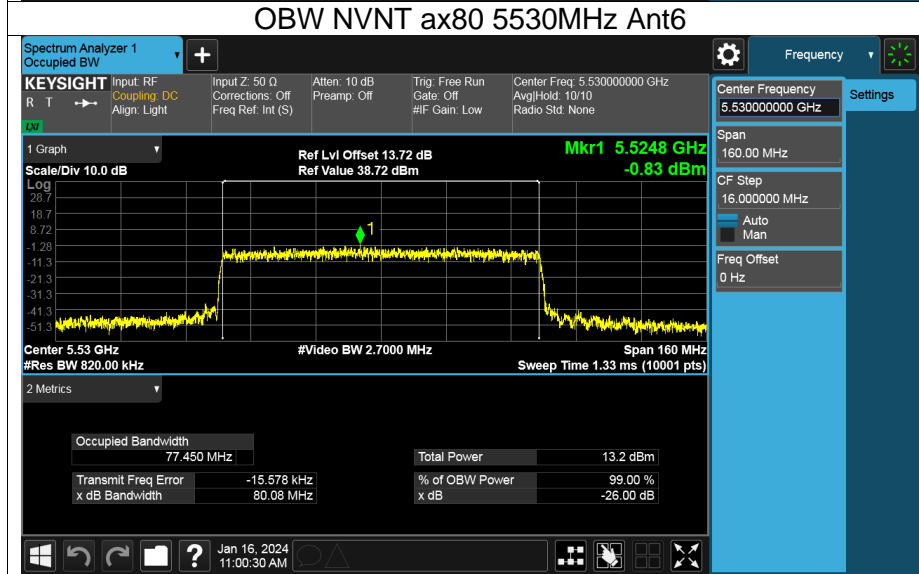 OBW NVNT ax80 5530MHz Ant6
Spectrum Analyzer 1
Occupied BW
+
Frequency
KEYSIGHT
R T
LXI
Input: RF
Coupling: DC
Align: Light
Input Z: 50 Ω
Corrections: Off
Freq Ref: Int (S)
Atten: 10 dB
Preamp: Off
Trig: Free Run
Gate: Off
#IF Gain: Low
Center Freq: 5.530000000 GHz
Avg|Hold: 10/10
Radio Std: None
Center Frequency
5.530000000 GHz
Settings
Span
160.00 MHz
CF Step
16.000000 MHz
Auto
Man
Freq Offset
0 Hz
1 Graph
Scale/Div 10.0 dB
Ref Lvl Offset 13.72 dB
Ref Value 38.72 dBm
Mkr1 5.5248 GHz
-0.83 dBm
Log
28.7
18.7
8.72
-1.28
-11.3
-21.3
-31.3
-41.3
-51.3
1
Center 5.53 GHz
#Video BW 2.7000 MHz
Span 160 MHz
#Res BW 820.00 kHz
Sweep Time 1.33 ms (10001 pts)
2 Metrics
Occupied Bandwidth
77.450 MHz
Total Power 13.2 dBm
Transmit Freq Error -15.578 kHz
% of OBW Power 99.00 %
x dB Bandwidth 80.08 MHz
x dB -26.00 dB
?
Jan 16, 2024
11:00:30 AM